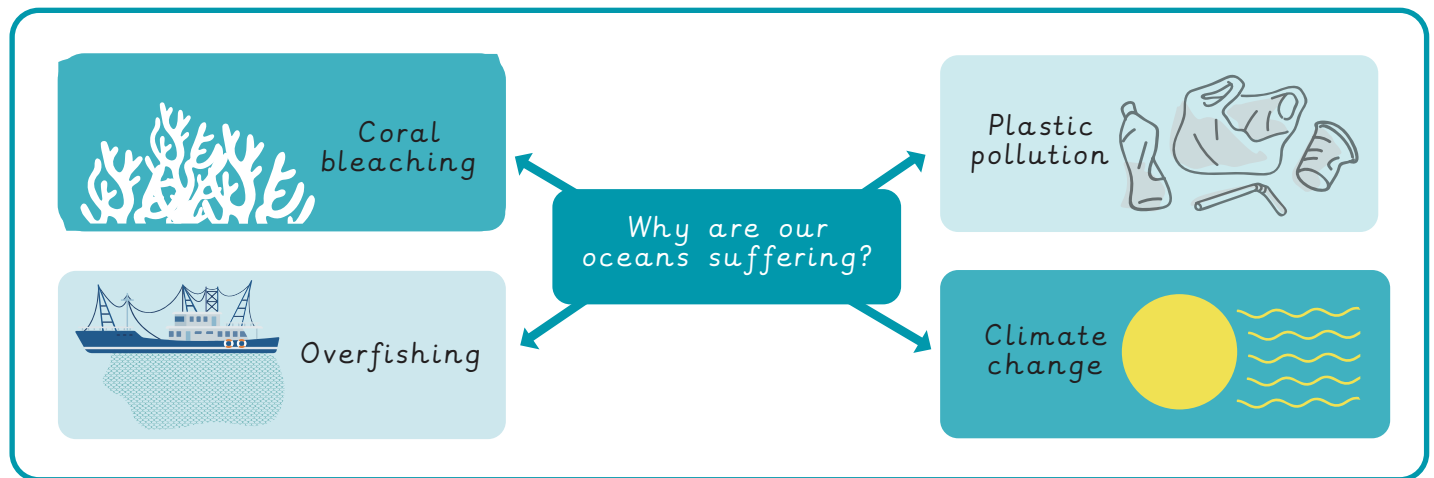 Coral
bleaching
Plastic
pollution
Why are our
oceans suffering?
Overfishing
Climate
change